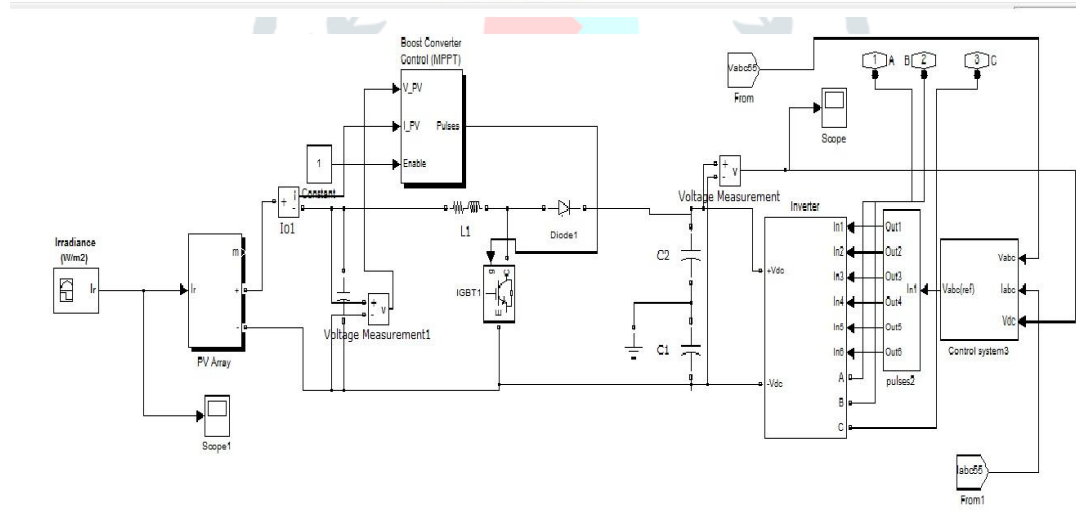 Boost Converter
Control (MPPT)
V_PV
I_PV
Pulses
Enable
1
Constant
+
-
i
Io1
Irradiance
(W/m2)
Ir
Ir
m
+
-
PV Array
Scope1
+
-
v
Voltage Measurement1
L1
Diode1
g
C
E
IGBT1
C2
C1
Vabc55
From
1
A
B
2
3
C
Scope
+
-
v
Voltage Measurement
Inverter
In1
In2
In3
In4
In5
In6
+Vdc
-Vdc
A
B
C
Out1
Out2
Out3
Out4
Out5
Out6
In1
pulses2
Vabc(ref)
Vabc
Iabc
Vdc
Control system3
Iabc55
From1